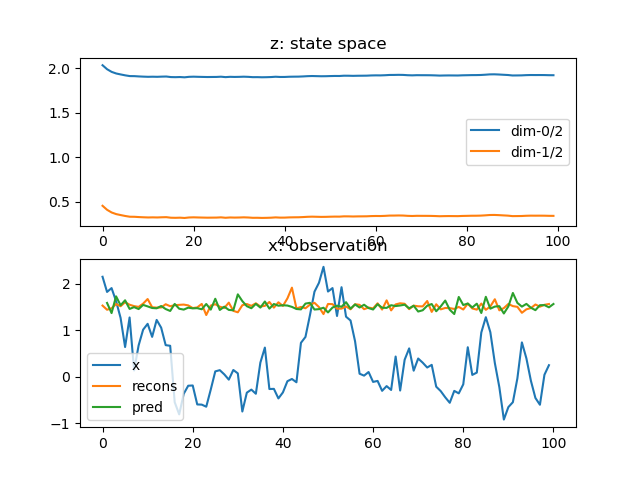 z: state space
2.0
1.5
1.0
0.5
dim-0/2
dim-1/2
0 20 40 60 80 100
x: observation
2
1
0
−1
x
recons
pred
0 20 40 60 80 100